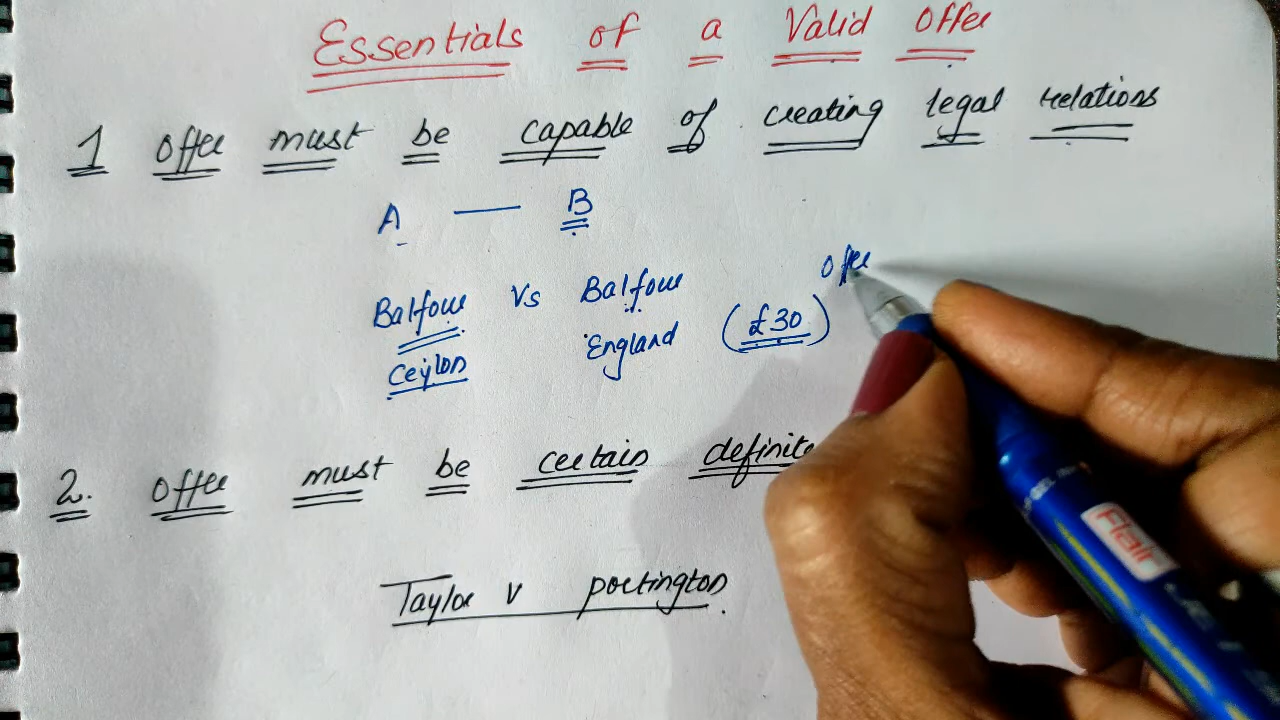 Essentials of a Valid Offer
1 Offer must be capable of creating legal relations
A — B
Balfour Vs Balfour
Offer
Ceylon England (£30)
2. Offer must be certain definite
Taylor v Portington.
Flair